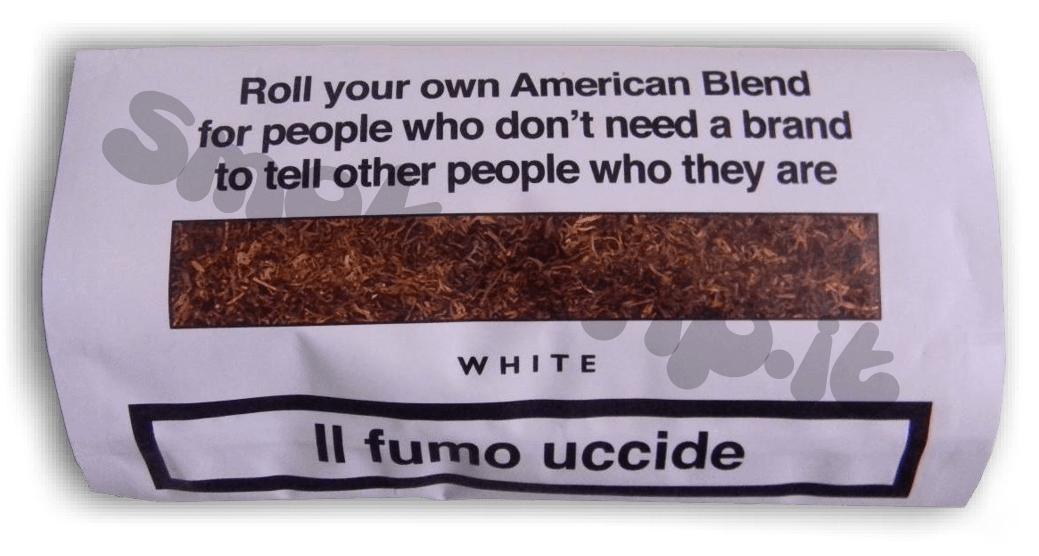 Roll your own American Blend
for people who don't need a brand
to tell other people who they are
WHITE
Il fumo uccide